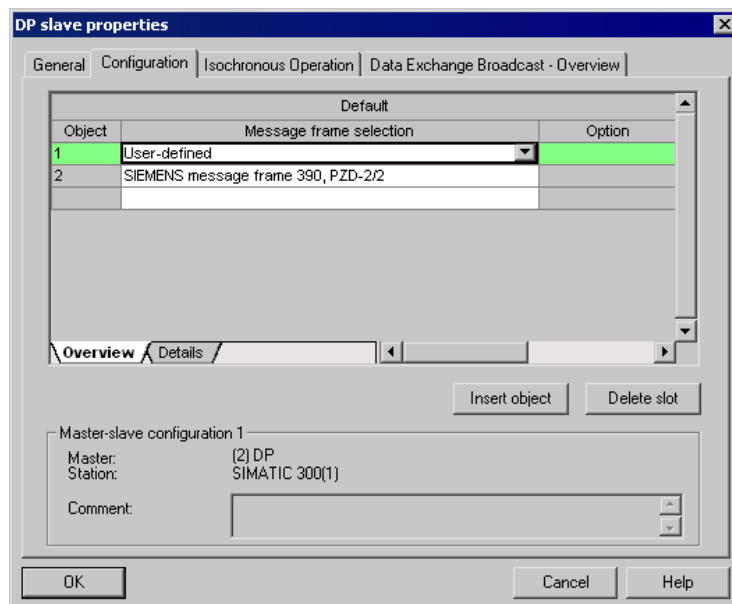 DP slave properties
General Configuration Isochronous Operation Data Exchange Broadcast - Overview
Default
Object Message frame selection Option
1 User-defined
2 SIEMENS message frame 390, PZD-2/2
Overview Details
Insert object Delete slot
Master-slave configuration 1
Master: (2) DP
Station: SIMATIC 300(1)
Comment:
OK Cancel Help